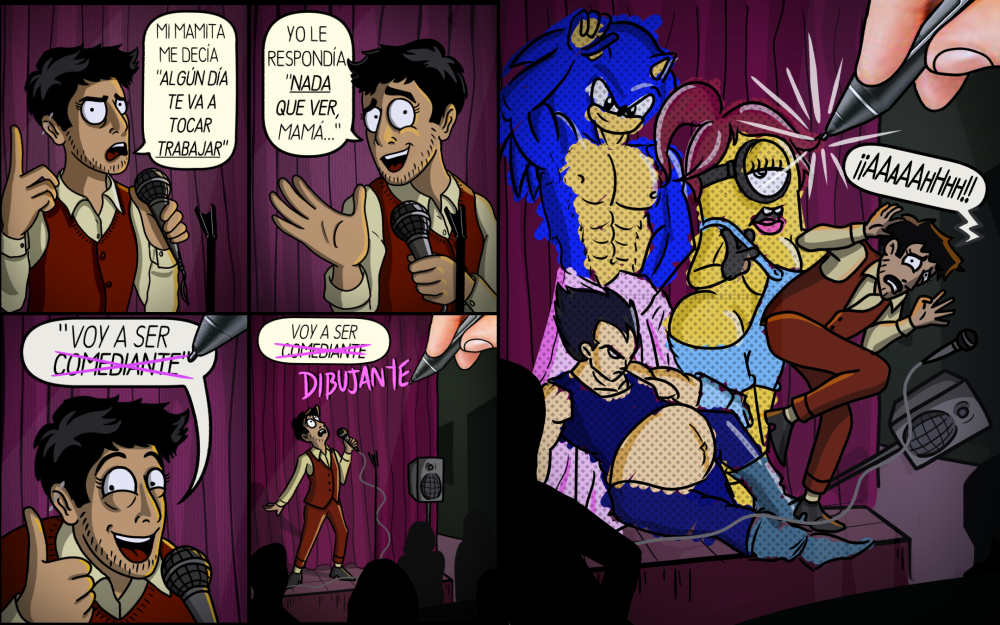 MI MAMITA
ME DECÍA
"ALGÚN DÍA
TE VA A
TOCAR
TRABAJAR"
YO LE
RESPONDÍA
"NADA
QUE VER,
MAMÁ..."
"VOY A SER
COMEDIANTE"
VOY A SER
COMEDIANTE
DIBUJANTE
¡¡AAAAAHHHH!!